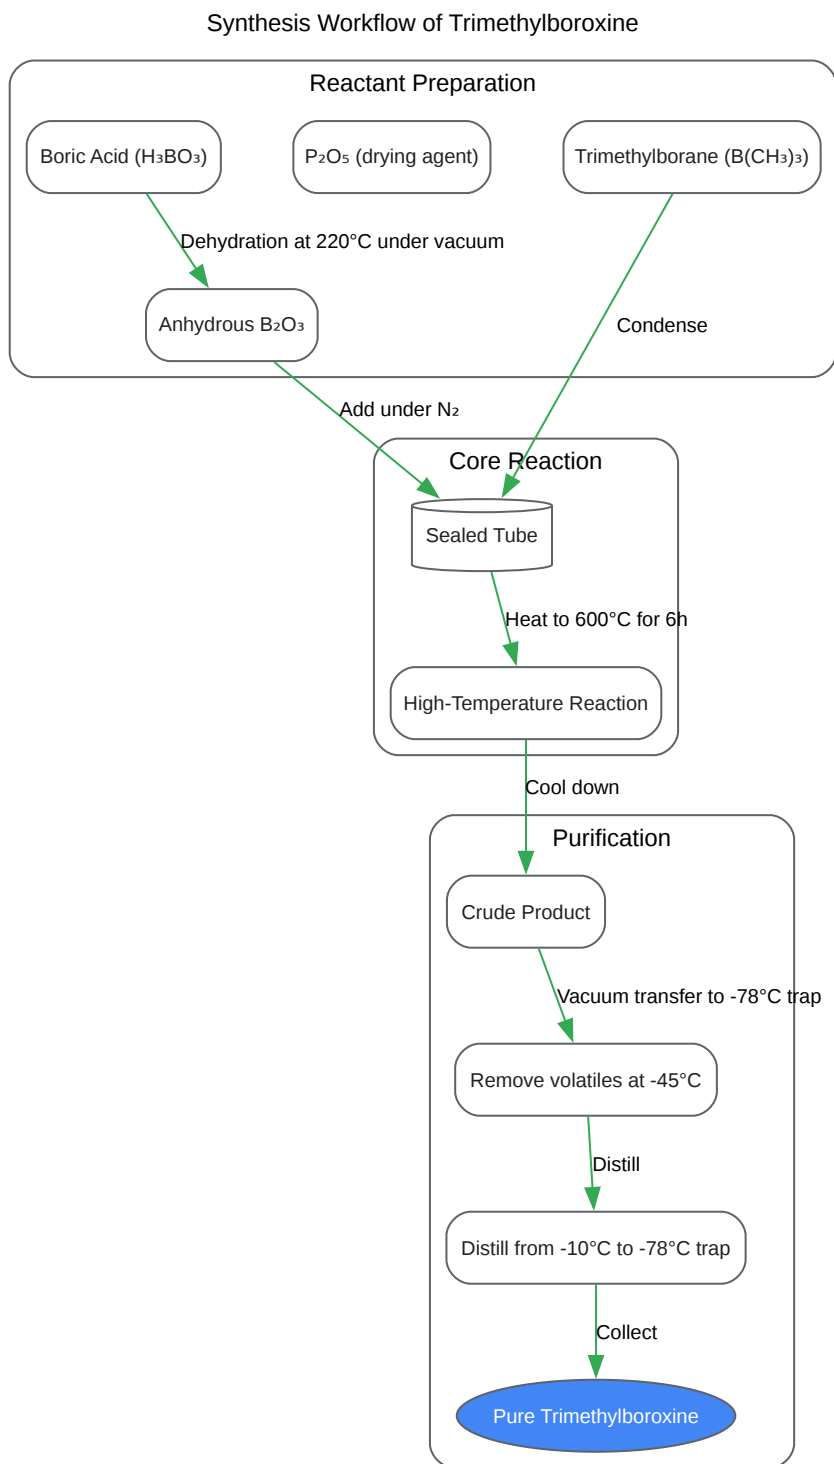 Synthesis Workflow of Trimethylboroxine
Reactant Preparation
Boric Acid (H₃BO₃)
P₂O₅ (drying agent)
Trimethylborane (B(CH₃)₃)
Dehydration at 220°C under vacuum
Anhydrous B₂O₃
Condense
Add under N₂
Core Reaction
Sealed Tube
Heat to 600°C for 6h
High-Temperature Reaction
Cool down
Purification
Crude Product
Vacuum transfer to -78°C trap
Remove volatiles at -45°C
Distill
Distill from -10°C to -78°C trap
Collect
Pure Trimethylboroxine